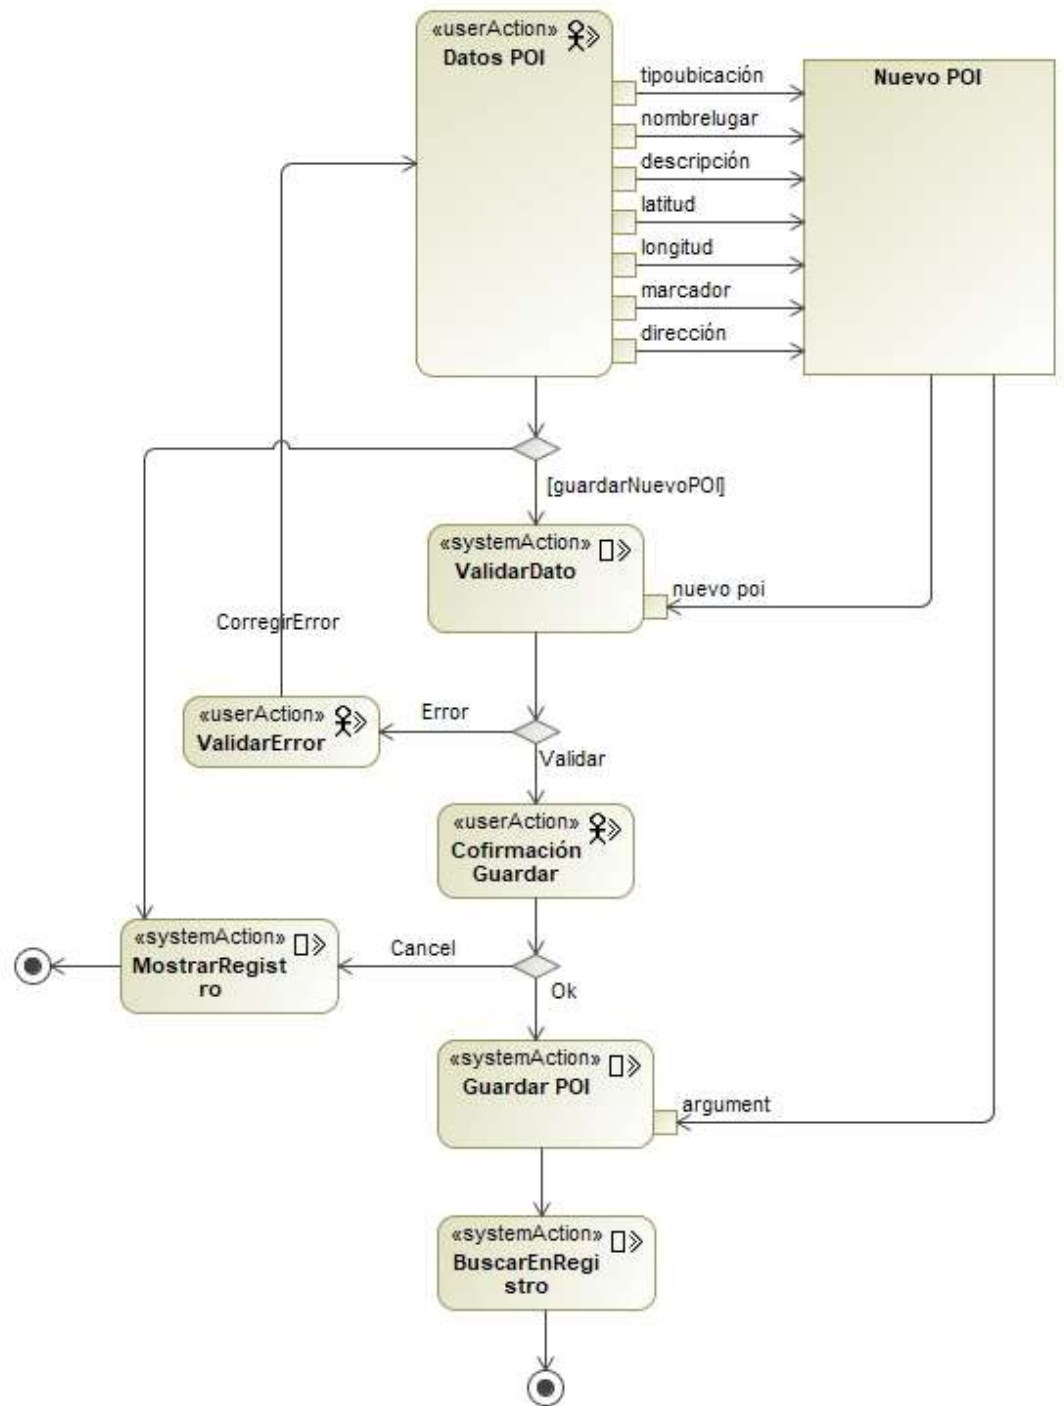 «userAction»
Datos POI
tipoubicación
nombrelugar
descripción
latitud
longitud
marcador
dirección
Nuevo POI
[guardarNuevoPOI]
«systemAction»
ValidarDato
nuevo poi
CorregirError
«userAction»
ValidarError
Error
Validar
«userAction»
Cofirmación
Guardar
«systemAction»
MostrarRegist
ro
Cancel
Ok
«systemAction»
Guardar POI
argument
«systemAction»
BuscarEnRegi
stro